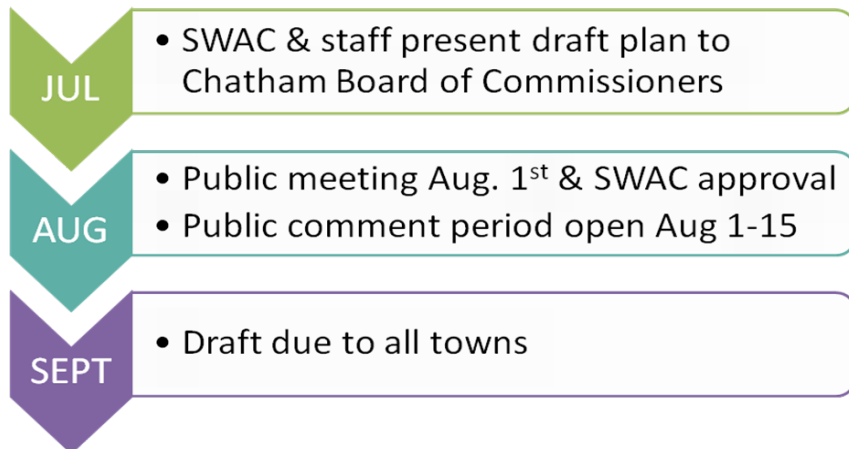 JUL
• SWAC & staff present draft plan to
Chatham Board of Commissioners
AUG
• Public meeting Aug. 1st & SWAC approval
• Public comment period open Aug 1-15
SEPT
• Draft due to all towns